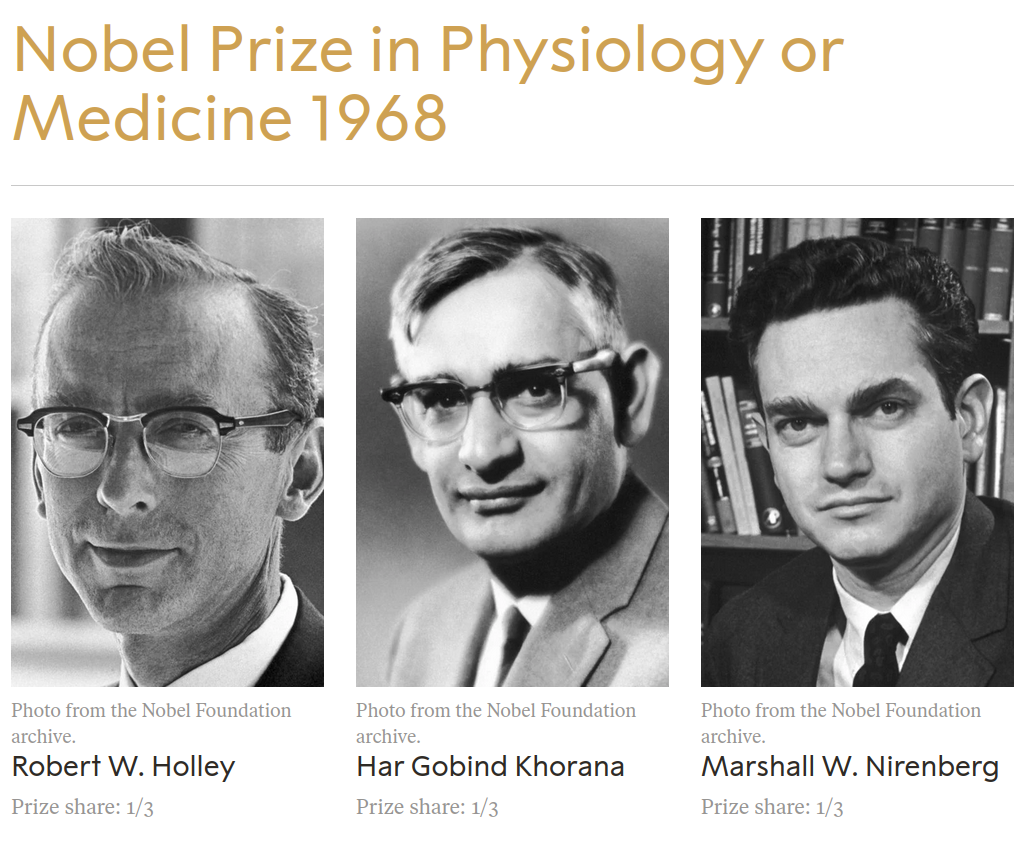 Nobel Prize in Physiology or
Medicine 1968
Photo from the Nobel Foundation
archive.
Robert W. Holley
Prize share: 1/3
Photo from the Nobel Foundation
archive.
Har Gobind Khorana
Prize share: 1/3
Photo from the Nobel Foundation
archive.
Marshall W. Nirenberg
Prize share: 1/3